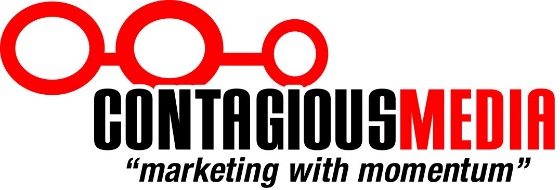 CONTAGIOUSMEDIA
“marketing with momentum”